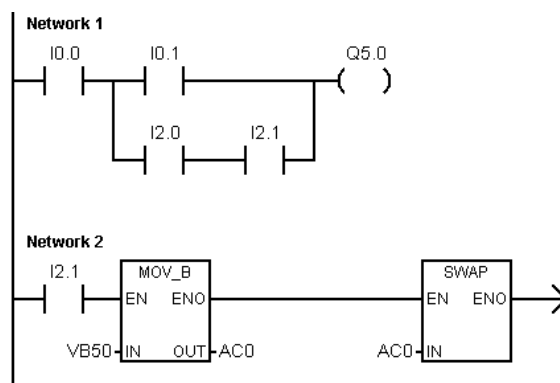 Network 1
I0.0 I0.1 Q5.0
I2.0 I2.1
Network 2
I2.1 MOV_B SWAP
EN ENO EN ENO
VB50 IN OUT AC0 AC0 IN